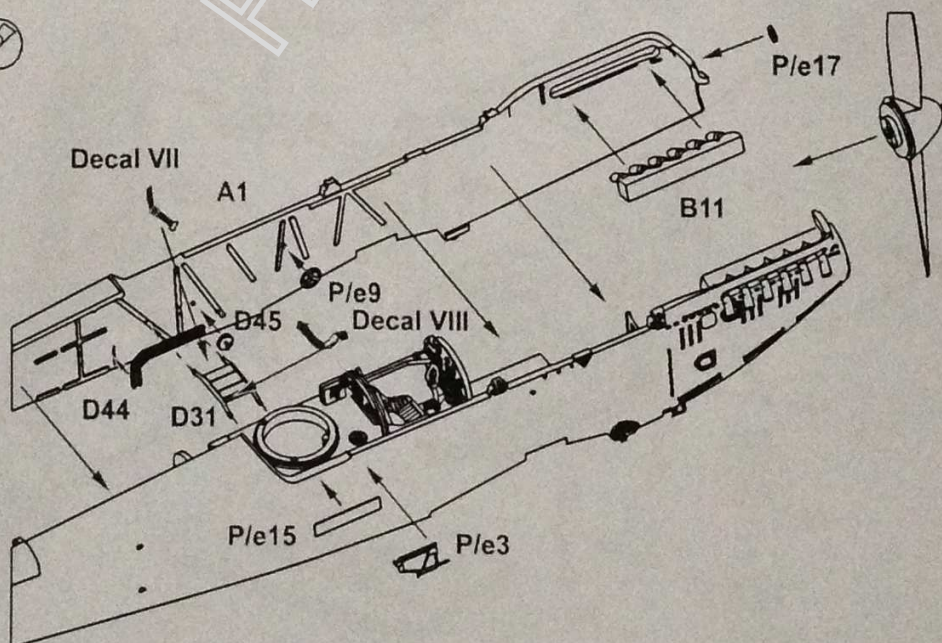 P/e17
Decal VII
A1
B11
P/e9
D45
Decal VIII
D44
D31
P/e15
P/e3